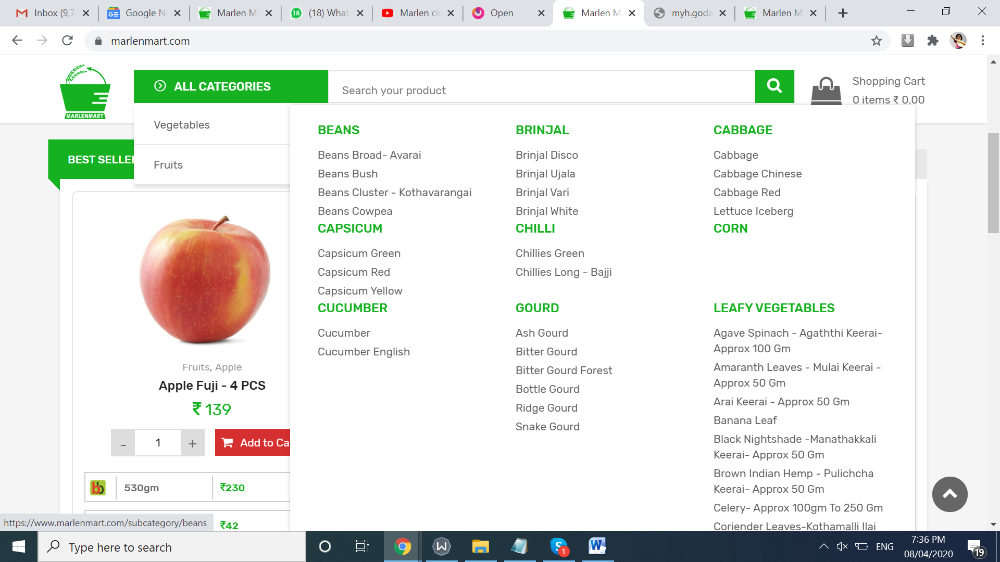 Inbox (9,7
Google N
Marlen M
(18) What
Marlen cir
Open
Marlen M
myh.goda
Marlen M
marlenmart.com
MARLENMART
ALL CATEGORIES
Search your product
Shopping Cart
0 items ₹ 0.00
Vegetables
Fruits
BEST SELLE
BEANS
Beans Broad- Avarai
Beans Bush
Beans Cluster - Kothavarangai
Beans Cowpea
BRINJAL
Brinjal Disco
Brinjal Ujala
Brinjal Vari
Brinjal White
CABBAGE
Cabbage
Cabbage Chinese
Cabbage Red
Lettuce Iceberg
CAPSICUM
Capsicum Green
Capsicum Red
Capsicum Yellow
CHILLI
Chillies Green
Chillies Long - Bajji
CORN
CUCUMBER
Cucumber
Cucumber English
GOURD
Ash Gourd
Bitter Gourd
Bitter Gourd Forest
Bottle Gourd
Ridge Gourd
Snake Gourd
LEAFY VEGETABLES
Agave Spinach - Agaththi Keerai-
Approx 100 Gm
Amaranth Leaves - Mulai Keerai -
Approx 50 Gm
Arai Keerai - Approx 50 Gm
Banana Leaf
Black Nightshade -Manathakkali
Keerai- Approx 50 Gm
Brown Indian Hemp - Pulichcha
Keerai- Approx 50 Gm
Celery- Approx 100gm To 250 Gm
Coriender Leaves-Kothamalli Ilai
Fruits, Apple
Apple Fuji - 4 PCS
₹ 139
- 1 +
Add to Ca
bb 530gm ₹230
₹42
https://www.marlenmart.com/subcategory/beans
Type here to search
1
ENG
7:36 PM
08/04/2020
19